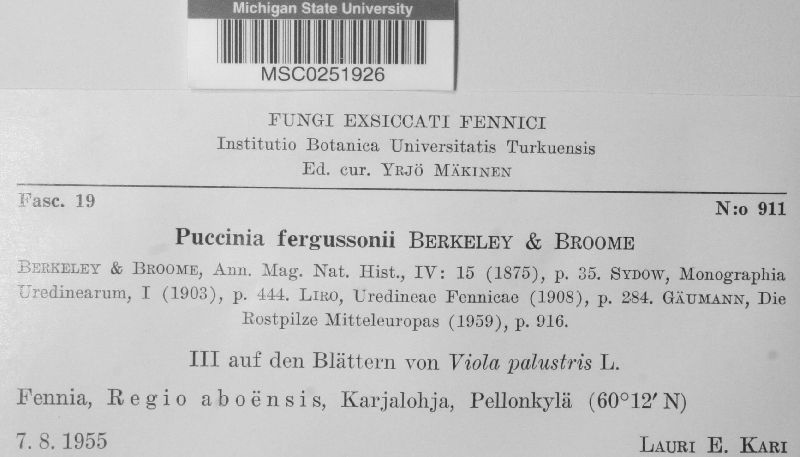 Michigan State University
MSC0251926
FUNGI EXSICCATI FENNICI
Institutio Botanica Universitatis Turkuensis
Ed. cur. YRJÖ MÄKINEN
Fasc. 19
N:o 911
Puccinia fergussonii BERKELEY & BROOME
BERKELEY & BROOME, Ann. Mag. Nat. Hist., IV: 15 (1875), p. 35. SYDOW, Monographia
Uredinearum, I (1903), p. 444. LIRO, Uredineae Fennicae (1908), p. 284. GÄUMANN, Die
Rostpilze Mitteleuropas (1959), p. 916.
III auf den Blättern von Viola palustris L.
Fennia, Regio aboënsis, Karjalohja, Pellonkylä (60°12′ N)
7. 8. 1955
LAURI E. KARI